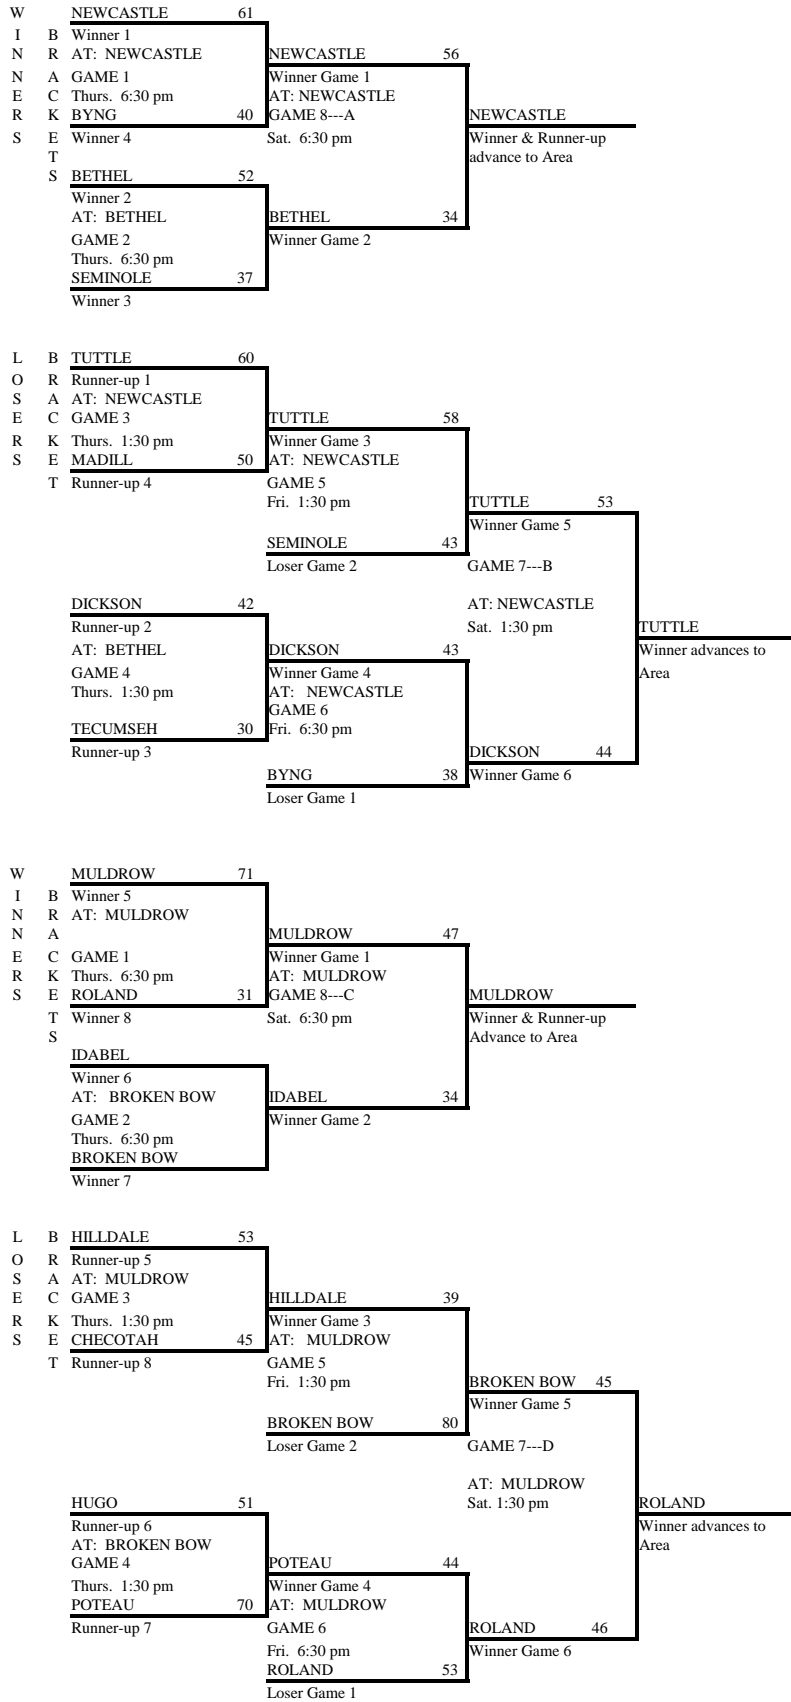 W NEWCASTLE 61
I B Winner 1
N R AT: NEWCASTLE NEWCASTLE 56
N A GAME 1 Winner Game 1
E C Thurs. 6:30 pm AT: NEWCASTLE
R K BYNG 40 GAME 8---A NEWCASTLE
S E Winner 4 Sat. 6:30 pm Winner & Runner-up
T advance to Area
S BETHEL 52
Winner 2
AT: BETHEL BETHEL 34
GAME 2 Winner Game 2
Thurs. 6:30 pm
SEMINOLE 37
Winner 3
L B TUTTLE 60
O R Runner-up 1
S A AT: NEWCASTLE
E C GAME 3 TUTTLE 58
R K Thurs. 1:30 pm Winner Game 3
S E MADILL 50 AT: NEWCASTLE
T Runner-up 4 GAME 5
Fri. 1:30 pm TUTTLE 53
Winner Game 5
SEMINOLE 43
Loser Game 2 GAME 7---B
DICKSON 42 AT: NEWCASTLE
Runner-up 2 Sat. 1:30 pm TUTTLE
AT: BETHEL DICKSON 43 Winner advances to
GAME 4 Winner Game 4 Area
Thurs. 1:30 pm AT: NEWCASTLE
GAME 6
TECUMSEH 30 Fri. 6:30 pm
Runner-up 3 DICKSON 44
BYNG 38 Winner Game 6
Loser Game 1
W MULDROW 71
I B Winner 5
N R AT: MULDROW
N A MULDROW 47
E C GAME 1 Winner Game 1
R K Thurs. 6:30 pm AT: MULDROW
S E ROLAND 31 GAME 8---C MULDROW
T Winner 8 Sat. 6:30 pm Winner & Runner-up
S Advance to Area
IDABEL
Winner 6
AT: BROKEN BOW IDABEL 34
GAME 2 Winner Game 2
Thurs. 6:30 pm
BROKEN BOW
Winner 7
L B HILLDALE 53
O R Runner-up 5
S A AT: MULDROW
E C GAME 3 HILLDALE 39
R K Thurs. 1:30 pm Winner Game 3
S E CHECOTAH 45 AT: MULDROW
T Runner-up 8 GAME 5
Fri. 1:30 pm BROKEN BOW 45
Winner Game 5
BROKEN BOW 80
Loser Game 2 GAME 7---D
AT: MULDROW
HUGO 51 Sat. 1:30 pm ROLAND
Runner-up 6 Winner advances to
AT: BROKEN BOW Area
GAME 4 POTEAU 44
Thurs. 1:30 pm Winner Game 4
POTEAU 70 AT: MULDROW
Runner-up 7 GAME 6 ROLAND 46
Fri. 6:30 pm Winner Game 6
ROLAND 53
Loser Game 1